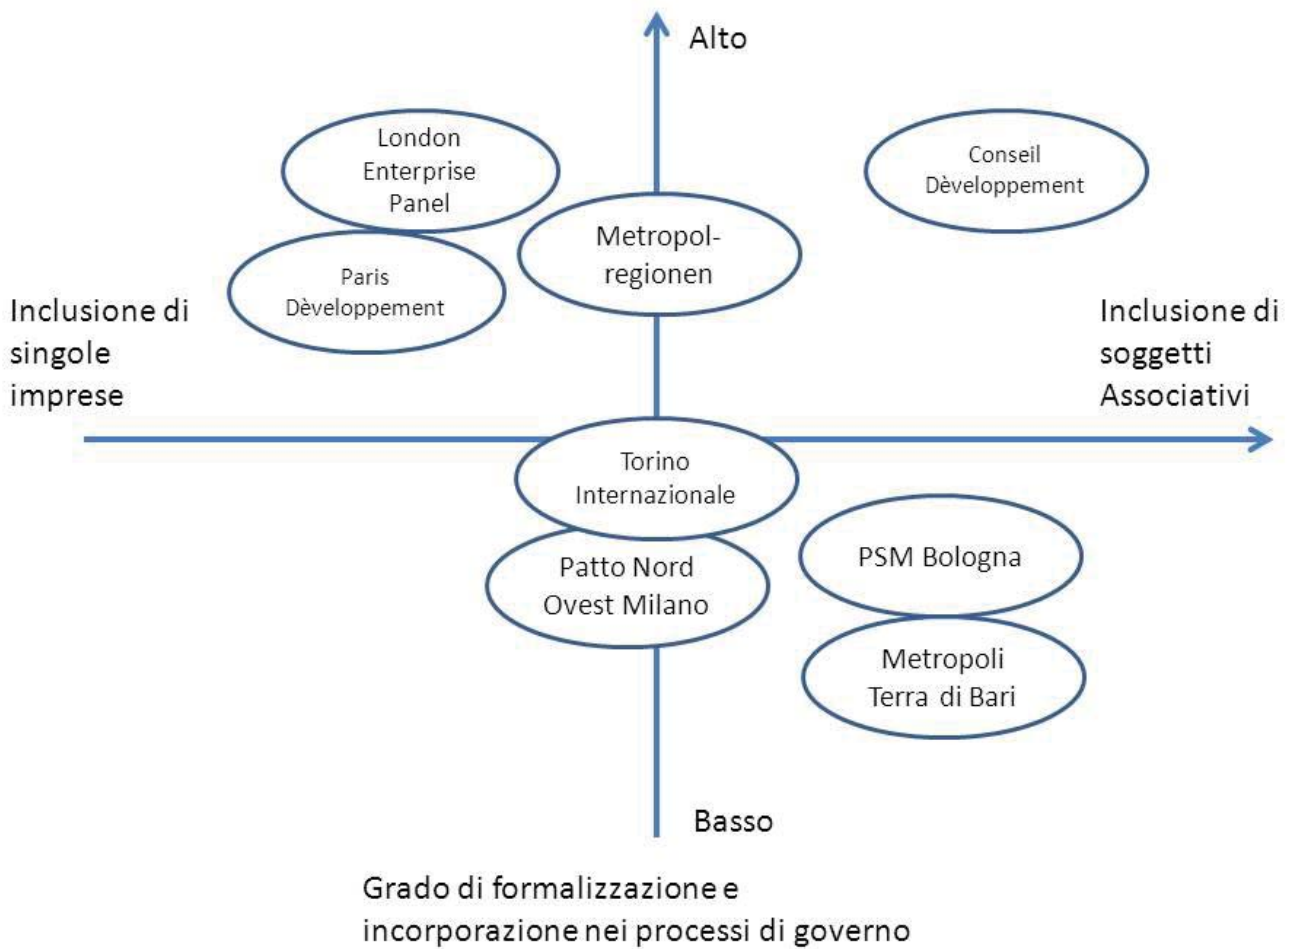 Alto
London
Enterprise
Panel
Conseil
Dèveloppement
Metropol-
regionen
Paris
Dèveloppement
Inclusione di
singole
imprese
Inclusione di
soggetti
Associativi
Torino
Internazionale
Patto Nord
Ovest Milano
PSM Bologna
Metropoli
Terra di Bari
Basso
Grado di formalizzazione e
incorporazione nei processi di governo